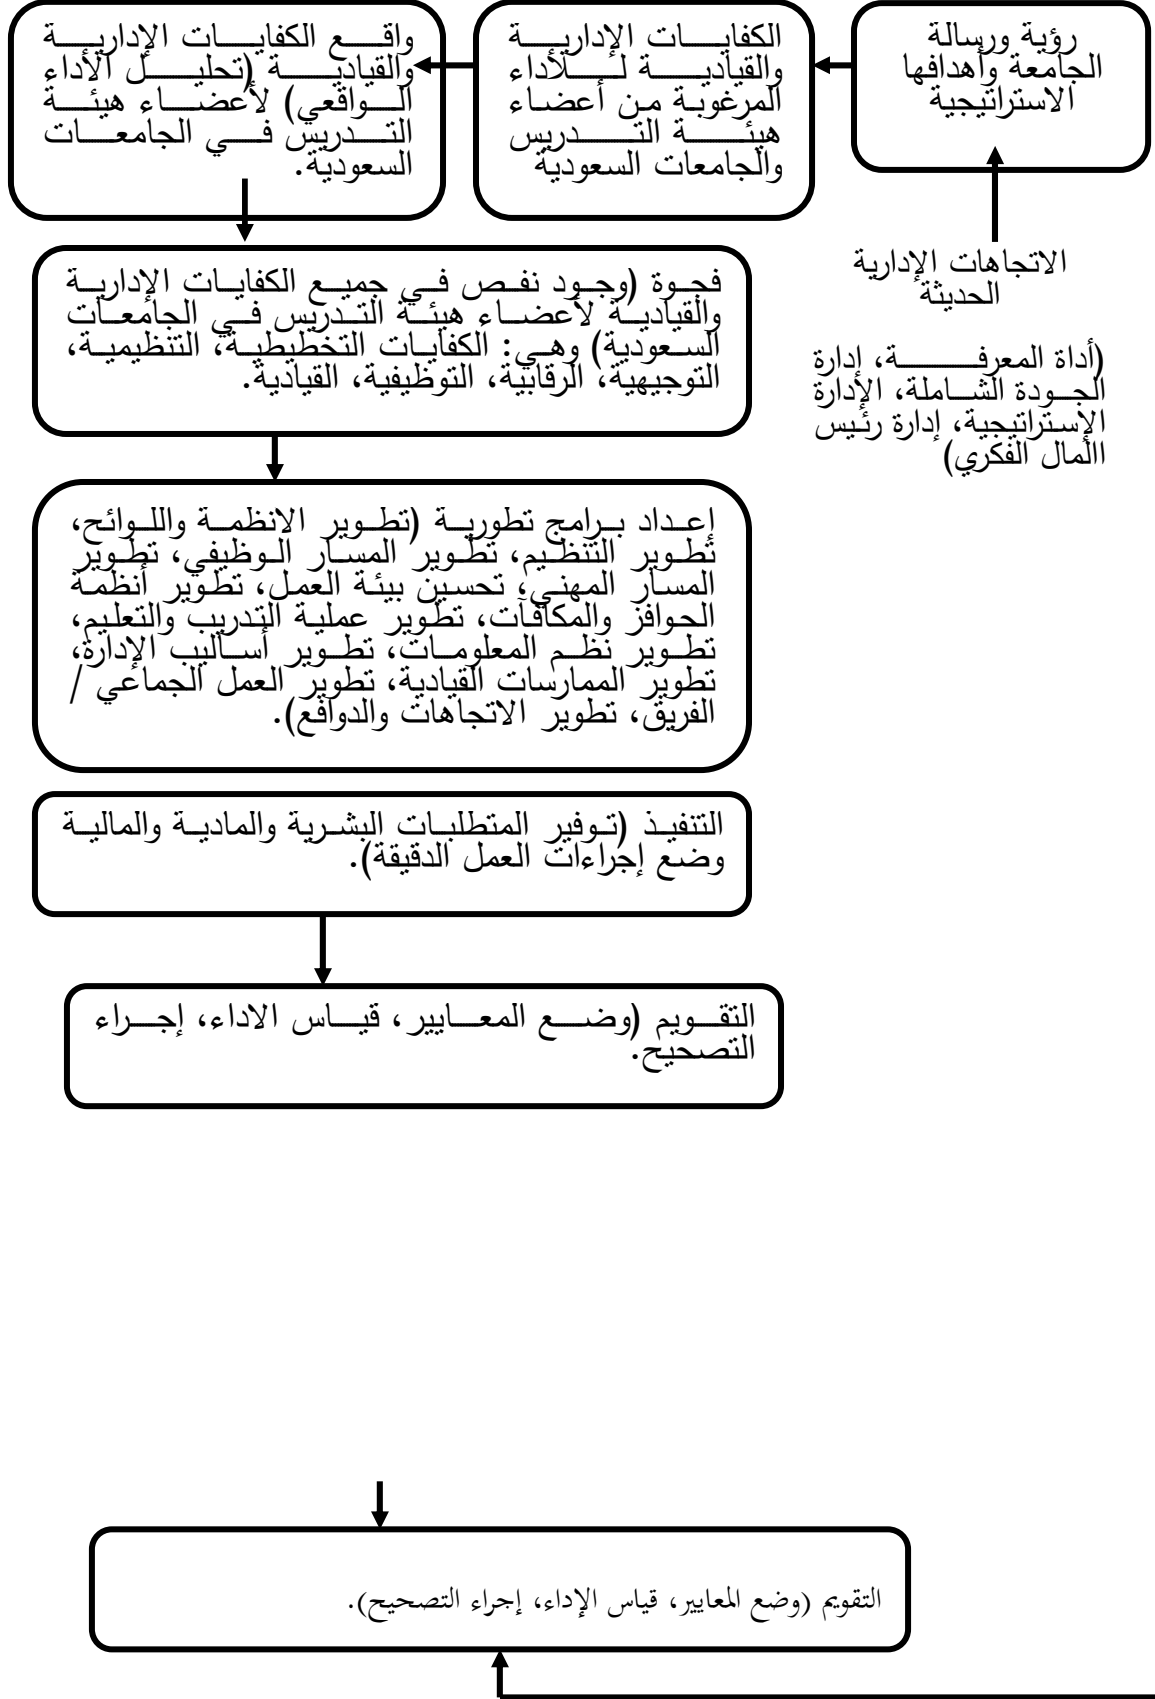 رؤية ورسالة
الجامعة وأهدافها
الاستراتيجية
الكفايات الإدارية
والقيادية للأداء
المرغوبة من أعضاء
هيئة التدريس
والجامعات السعودية
واقع الكفايات الإدارية
والقيادية (تحليل الأداء
الواقعي) لأعضاء هيئة
التدريس في الجامعات
السعودية.
الاتجاهات الإدارية
الحديثة
(أداة المعرفة، إدارة
الجودة الشاملة، الإدارة
الإستراتيجية، إدارة رئيس
االمال الفكري)
فجوة (وجود نفص في جميع الكفايات الإدارية
والقيادية لأعضاء هيئة التدريس في الجامعات
السعودية) وهي: الكفايات التخطيطية، التنظيمية،
التوجيهية، الرقابية، التوظيفية، القيادية.
إعداد برامج تطورية (تطوير الانظمة واللوائح،
تطوير التنظيم، تطوير المسار الوظيفي، تطوير
المسار المهني، تحسين بيئة العمل، تطوير أنظمة
الحوافز والمكافآت، تطوير عملية التدريب والتعليم،
تطوير نظم المعلومات، تطوير أساليب الإدارة،
تطوير الممارسات القيادية، تطوير العمل الجماعي /
الفريق، تطوير الاتجاهات والدوافع).
التنفيذ (توفير المتطلبات البشرية والمادية والمالية
وضع إجراءات العمل الدقيقة).
التقويم (وضع المعايير، قياس الاداء، إجراء
التصحيح.
التقويم (وضع المعايير، قياس الإداء، إجراء التصحيح).